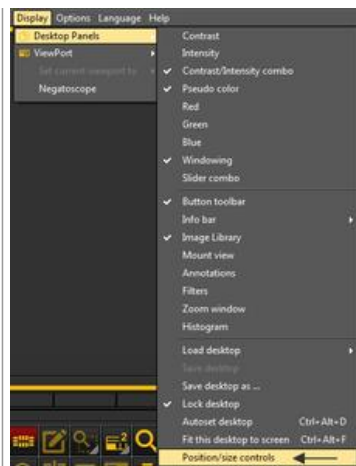 Display Options Language Help
Desktop Panels
ViewPort
Set current viewport to
Negatoscope
Contrast
Intensity
Contrast/Intensity combo
Pseudo color
Red
Green
Blue
Windowing
Slider combo
Button toolbar
Info bar
Image Library
Mount view
Annotations
Filters
Zoom window
Histogram
Load desktop
Save desktop
Save desktop as ...
Lock desktop
Autoset desktop Ctrl+Alt+D
Fit this desktop to screen Ctrl+Alt+F
Position/size controls